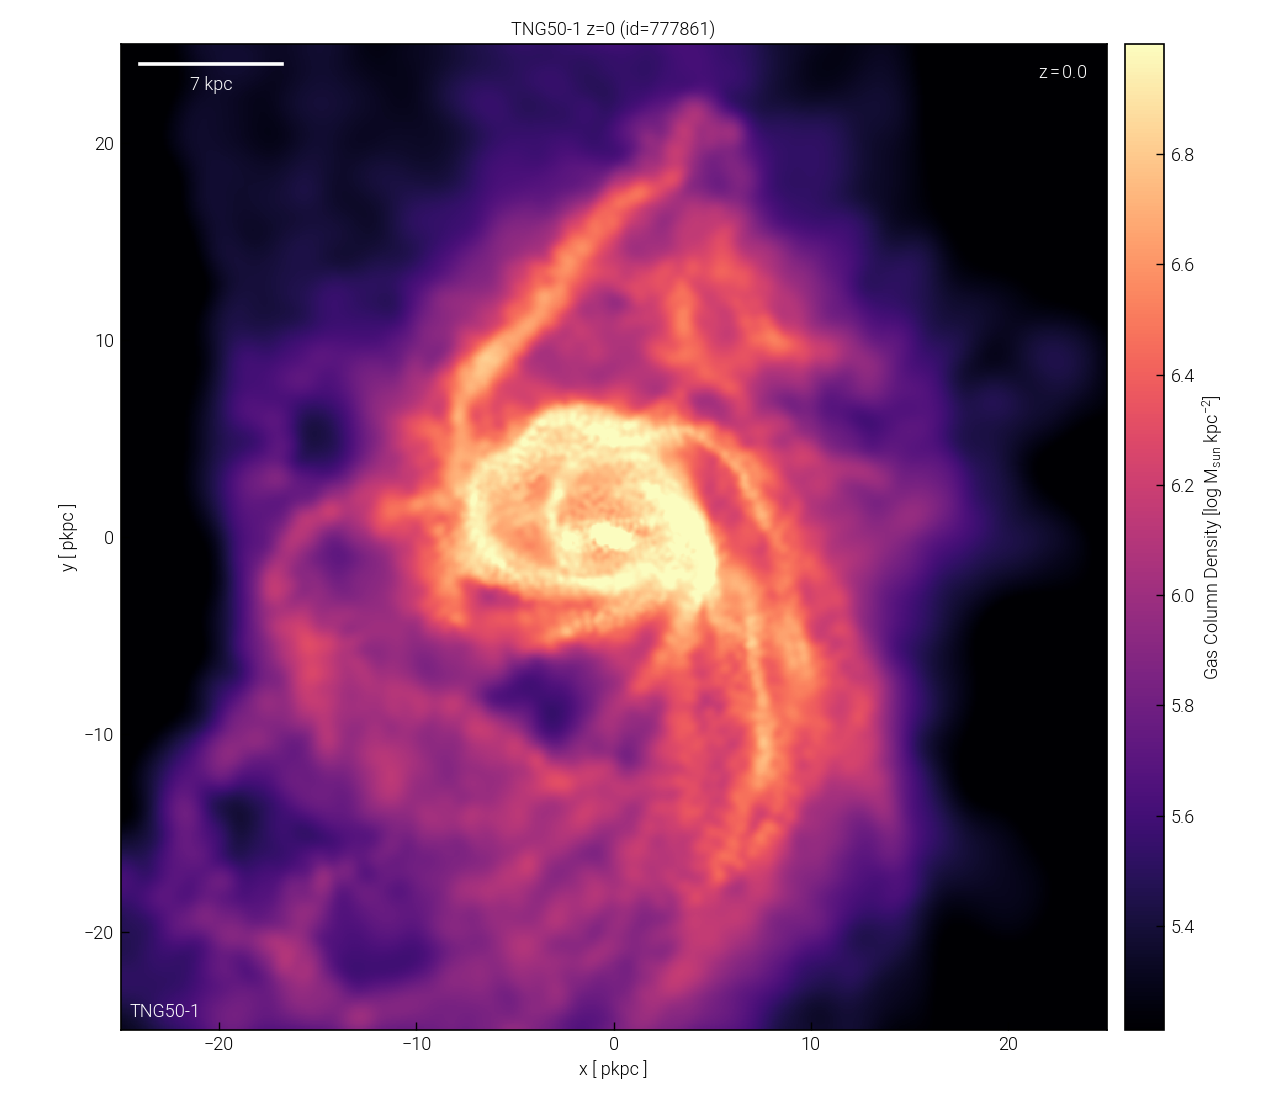 TNG50-1 z=0 (id=777861)
7 kpc
z=0.0
TNG50-1
20
10
0
−10
−20
y [ pkpc ]
−20
−10
0
10
20
x [ pkpc ]
6.8
6.6
6.4
6.2
6.0
5.8
5.6
5.4
Gas Column Density [log M_sun kpc⁻²]